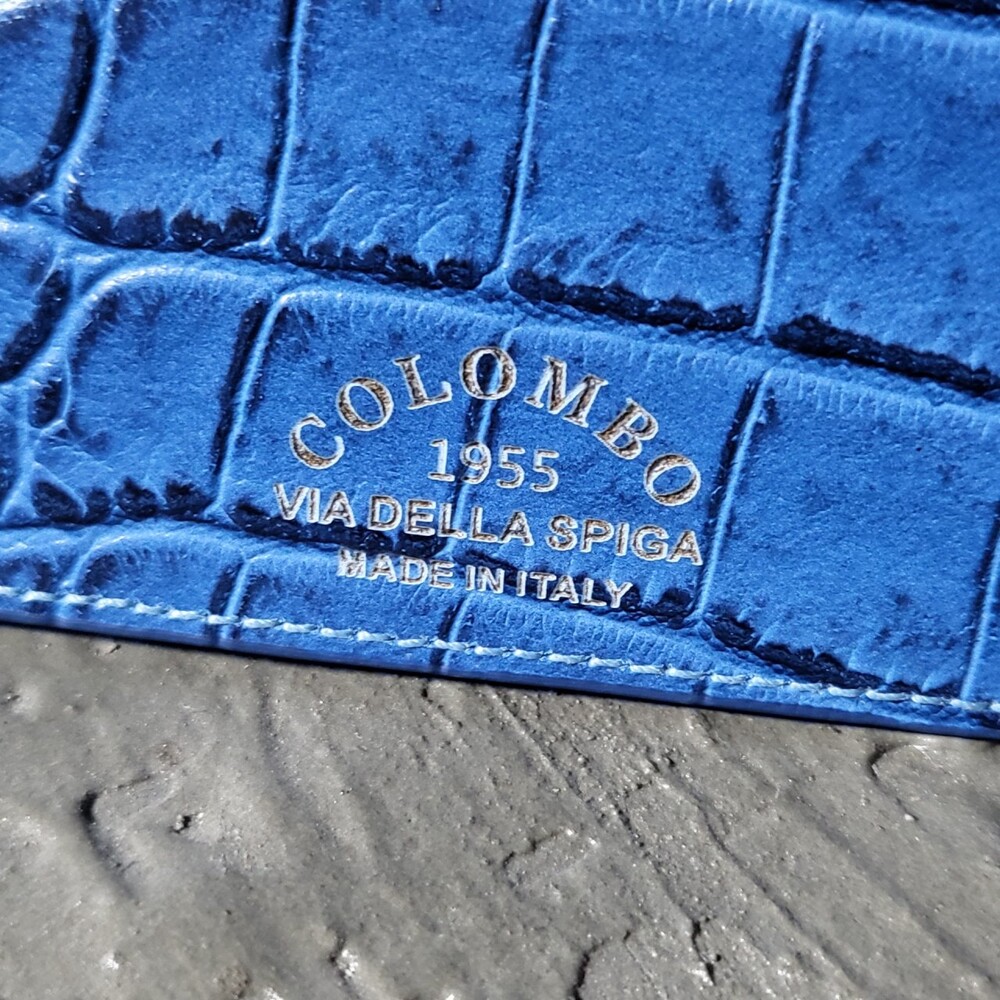 COLOMBO
1955
VIA DELLA SPIGA
MADE IN ITALY